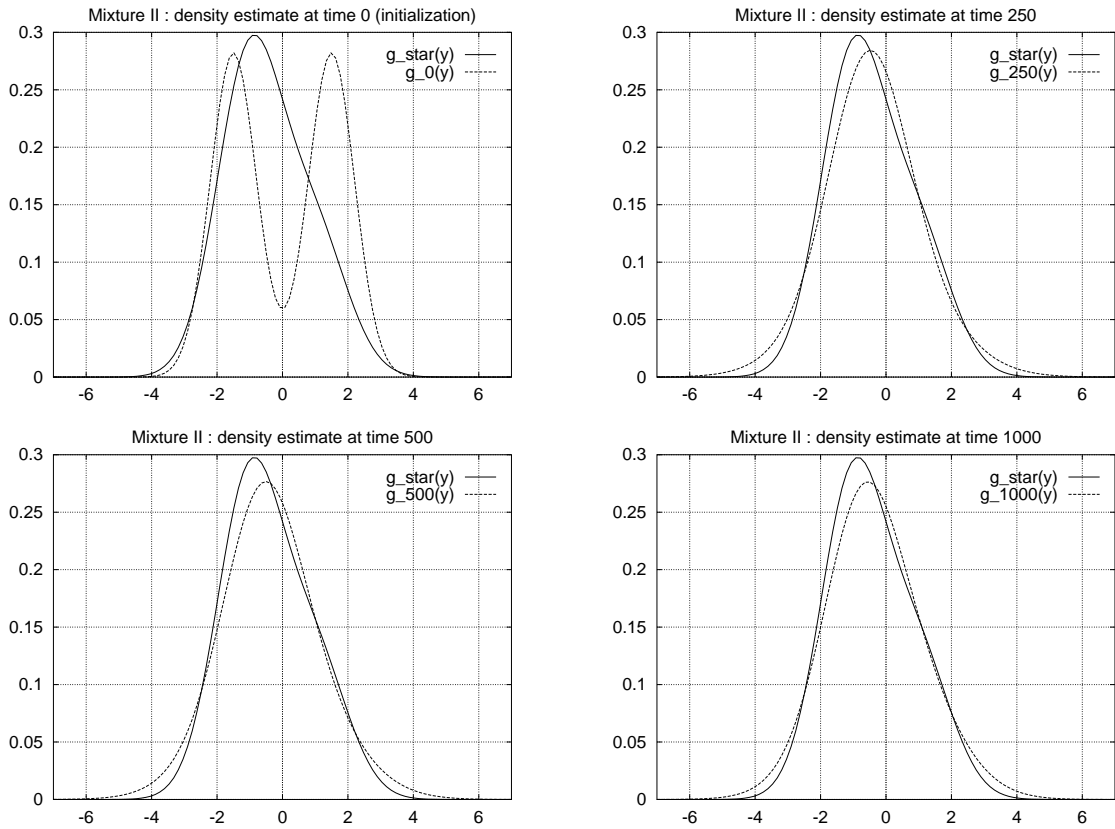 Mixture II : density estimate at time 0 (initialization)
0.3
0.25
0.2
0.15
0.1
0.05
0
-6 -4 -2 0 2 4 6
g_star(y)
g_0(y)
Mixture II : density estimate at time 250
0.3
0.25
0.2
0.15
0.1
0.05
0
-6 -4 -2 0 2 4 6
g_star(y)
g_250(y)
Mixture II : density estimate at time 500
0.3
0.25
0.2
0.15
0.1
0.05
0
-6 -4 -2 0 2 4 6
g_star(y)
g_500(y)
Mixture II : density estimate at time 1000
0.3
0.25
0.2
0.15
0.1
0.05
0
-6 -4 -2 0 2 4 6
g_star(y)
g_1000(y)